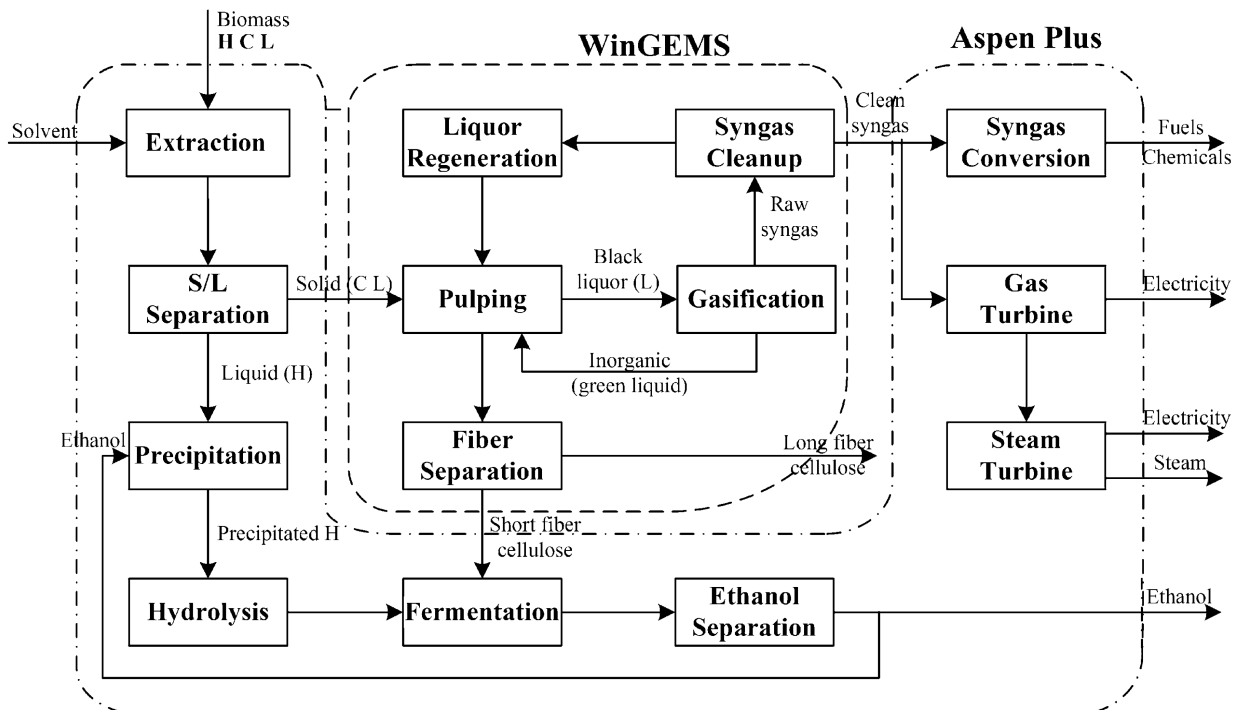 Biomass
H C L
WinGEMS
Aspen Plus
Solvent
Extraction
Liquor
Regeneration
Syngas
Cleanup
Clean
syngas
Syngas
Conversion
Fuels
Chemicals
Raw
syngas
S/L
Separation
Solid (C L)
Pulping
Black
liquor (L)
Gasification
Gas
Turbine
Electricity
Inorganic
(green liquid)
Liquid (H)
Ethanol
Precipitation
Fiber
Separation
Long fiber
cellulose
Steam
Turbine
Electricity
Steam
Precipitated H
Short fiber
cellulose
Hydrolysis
Fermentation
Ethanol
Separation
Ethanol